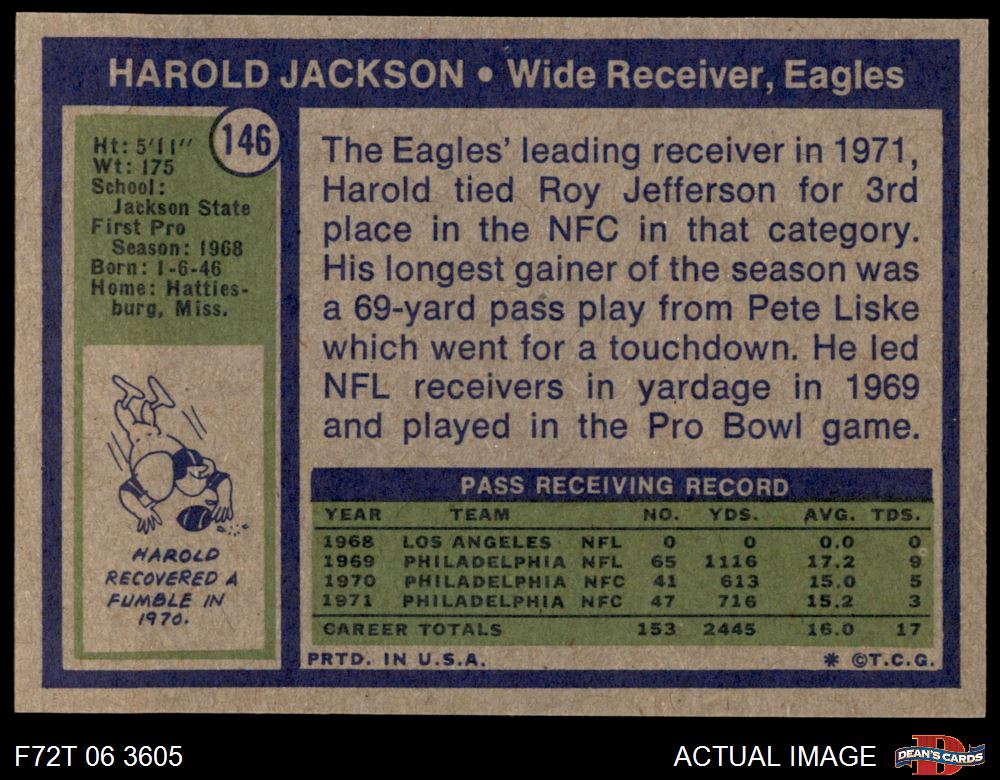 HAROLD JACKSON • Wide Receiver, Eagles
146
Ht: 5'11"
Wt: 175
School:
Jackson State
First Pro
Season: 1968
Born: 1-6-46
Home: Hatties-
burg, Miss.
HAROLD
RECOVERED A
FUMBLE IN
1970.
The Eagles' leading receiver in 1971,
Harold tied Roy Jefferson for 3rd
place in the NFC in that category.
His longest gainer of the season was
a 69-yard pass play from Pete Liske
which went for a touchdown. He led
NFL receivers in yardage in 1969
and played in the Pro Bowl game.
PASS RECEIVING RECORD
YEAR TEAM NO. YDS. AVG. TDS.
1968 LOS ANGELES NFL 0 0 0.0 0
1969 PHILADELPHIA NFL 65 1116 17.2 9
1970 PHILADELPHIA NFC 41 613 15.0 5
1971 PHILADELPHIA NFC 47 716 15.2 3
CAREER TOTALS 153 2445 16.0 17
PRTD. IN U.S.A. * ©T.C.G.
F72T 06 3605 ACTUAL IMAGE
D
DEAN'S CARDS